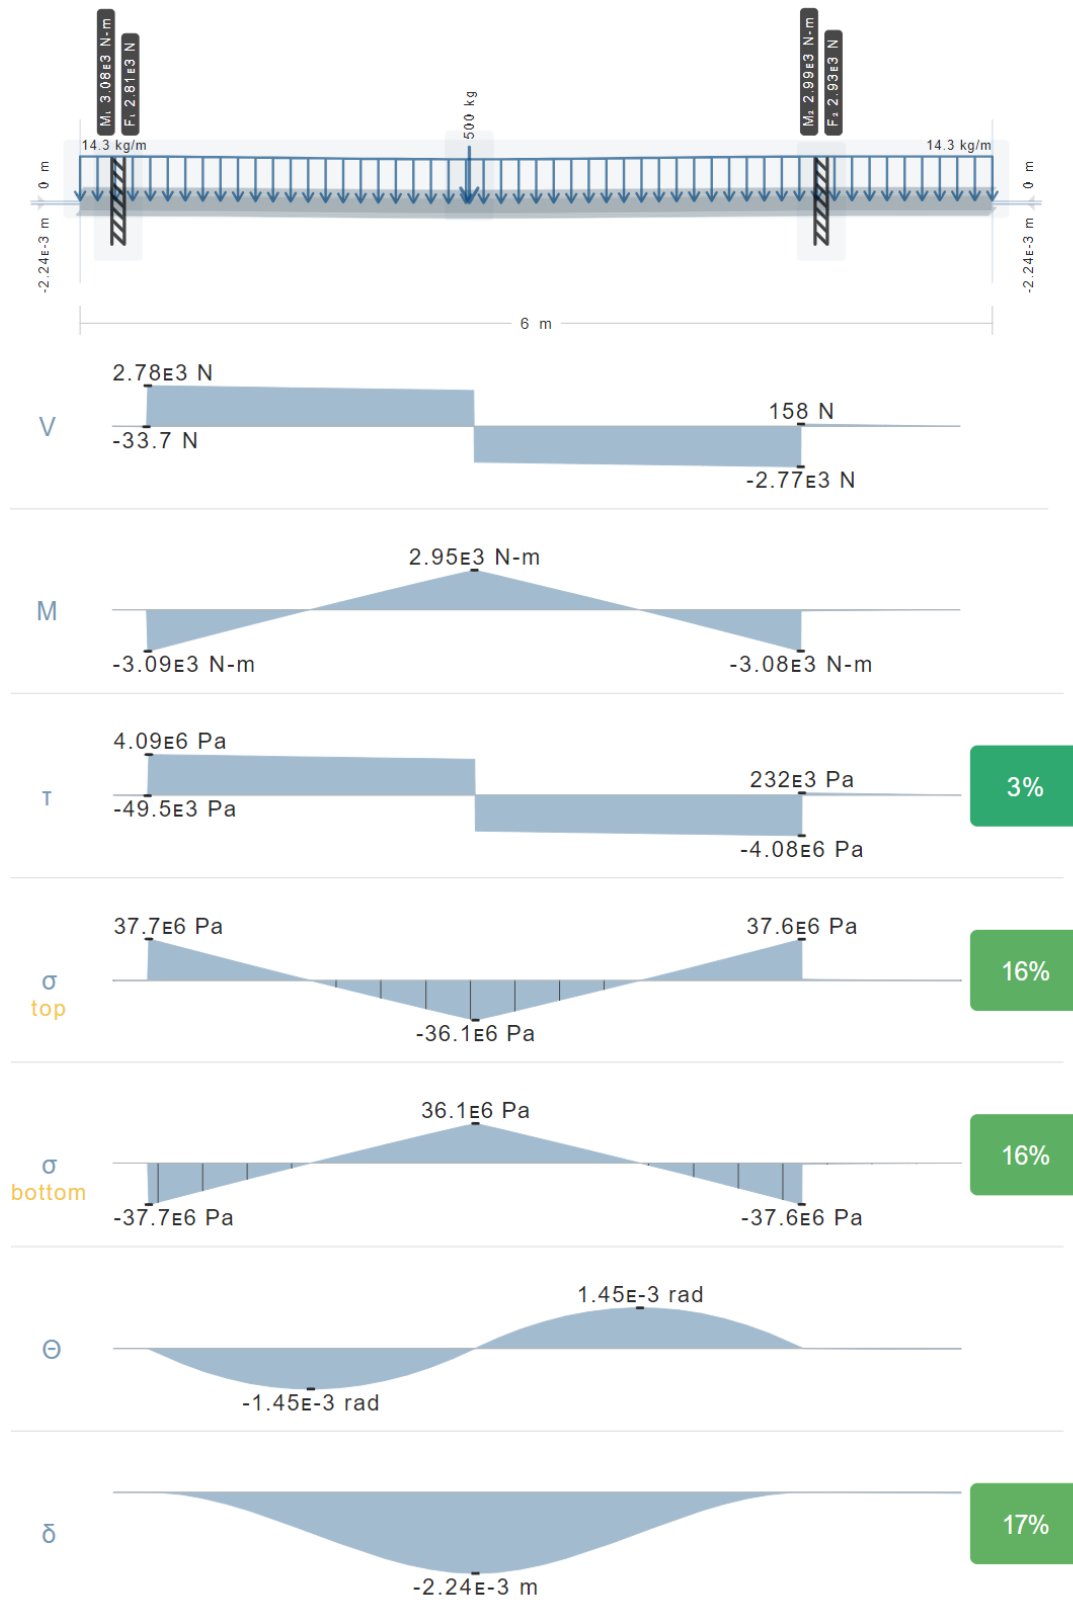 M₁ 3.08E3 N-m
F₁ 2.81E3 N
500 kg
M₂ 2.99E3 N-m
F₂ 2.93E3 N
14.3 kg/m
14.3 kg/m
0 m
-2.24E-3 m
0 m
-2.24E-3 m
6 m
2.78E3 N
V
-33.7 N
158 N
-2.77E3 N
2.95E3 N-m
M
-3.09E3 N-m
-3.08E3 N-m
4.09E6 Pa
τ
-49.5E3 Pa
232E3 Pa
-4.08E6 Pa
3%
37.7E6 Pa
37.6E6 Pa
σ
top
-36.1E6 Pa
16%
36.1E6 Pa
σ
bottom
-37.7E6 Pa
-37.6E6 Pa
16%
1.45E-3 rad
Θ
-1.45E-3 rad
δ
-2.24E-3 m
17%